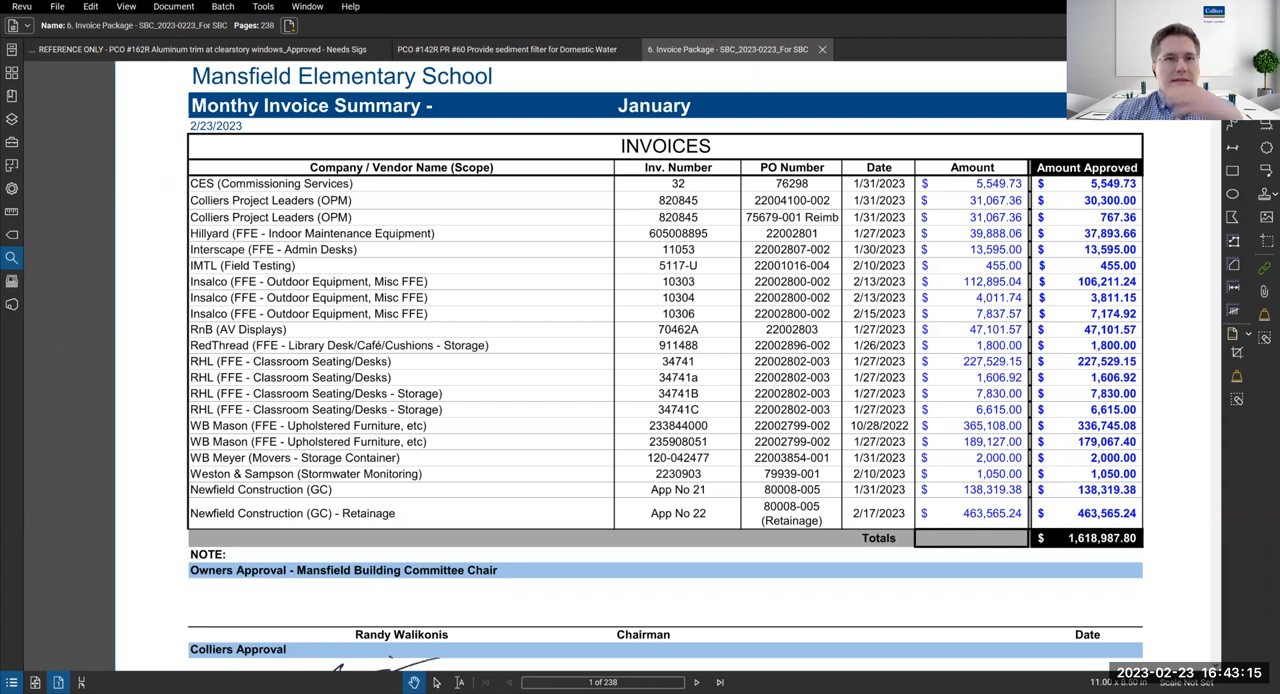 Revu File Edit View Document Batch Tools Window Help
Name: 6. Invoice Package - SBC_2023-0223_For SBC Pages: 238
... REFERENCE ONLY - PCO #162R Aluminum trim at clearstory windows_Approved - Needs Sigs PCO #142R PR #60 Provide sediment filter for Domestic Water 6. Invoice Package - SBC_2023-0223_For SBC
Colliers
Mansfield Elementary School
Monthy Invoice Summary - January
2/23/2023
INVOICES
Company / Vendor Name (Scope) Inv. Number PO Number Date Amount Amount Approved
CES (Commissioning Services) 32 76298 1/31/2023 $ 5,549.73 $ 5,549.73
Colliers Project Leaders (OPM) 820845 22004100-002 1/31/2023 $ 31,067.36 $ 30,300.00
Colliers Project Leaders (OPM) 820845 75679-001 Reimb 1/31/2023 $ 31,067.36 $ 767.36
Hillyard (FFE - Indoor Maintenance Equipment) 605008895 22002801 1/27/2023 $ 39,888.06 $ 37,893.66
Interscape (FFE - Admin Desks) 11053 22002807-002 1/30/2023 $ 13,595.00 $ 13,595.00
IMTL (Field Testing) 5117-U 22001016-004 2/10/2023 $ 455.00 $ 455.00
Insalco (FFE - Outdoor Equipment, Misc FFE) 10303 22002800-002 2/13/2023 $ 112,895.04 $ 106,211.24
Insalco (FFE - Outdoor Equipment, Misc FFE) 10304 22002800-002 2/13/2023 $ 4,011.74 $ 3,811.15
Insalco (FFE - Outdoor Equipment, Misc FFE) 10306 22002800-002 2/15/2023 $ 7,837.57 $ 7,174.92
RnB (AV Displays) 70462A 22002803 1/27/2023 $ 47,101.57 $ 47,101.57
RedThread (FFE - Library Desk/Café/Cushions - Storage) 911488 22002896-002 1/26/2023 $ 1,800.00 $ 1,800.00
RHL (FFE - Classroom Seating/Desks) 34741 22002802-003 1/27/2023 $ 227,529.15 $ 227,529.15
RHL (FFE - Classroom Seating/Desks) 34741a 22002802-003 1/27/2023 $ 1,606.92 $ 1,606.92
RHL (FFE - Classroom Seating/Desks - Storage) 34741B 22002802-003 1/27/2023 $ 7,830.00 $ 7,830.00
RHL (FFE - Classroom Seating/Desks - Storage) 34741C 22002802-003 1/27/2023 $ 6,615.00 $ 6,615.00
WB Mason (FFE - Upholstered Furniture, etc) 233844000 22002799-002 10/28/2022 $ 365,108.00 $ 336,745.08
WB Mason (FFE - Upholstered Furniture, etc) 235908051 22002799-002 1/27/2023 $ 189,127.00 $ 179,067.40
WB Meyer (Movers - Storage Container) 120-042477 22003854-001 1/31/2023 $ 2,000.00 $ 2,000.00
Weston & Sampson (Stormwater Monitoring) 2230903 79939-001 2/10/2023 $ 1,050.00 $ 1,050.00
Newfield Construction (GC) App No 21 80008-005 1/31/2023 $ 138,319.38 $ 138,319.38
Newfield Construction (GC) - Retainage App No 22 80008-005 (Retainage) 2/17/2023 $ 463,565.24 $ 463,565.24
Totals $ 1,618,987.80
NOTE:
Owners Approval - Mansfield Building Committee Chair
Randy Walikonis Chairman Date
Colliers Approval
1 of 238
2023-02-23 16:43:15
Scale Not Set